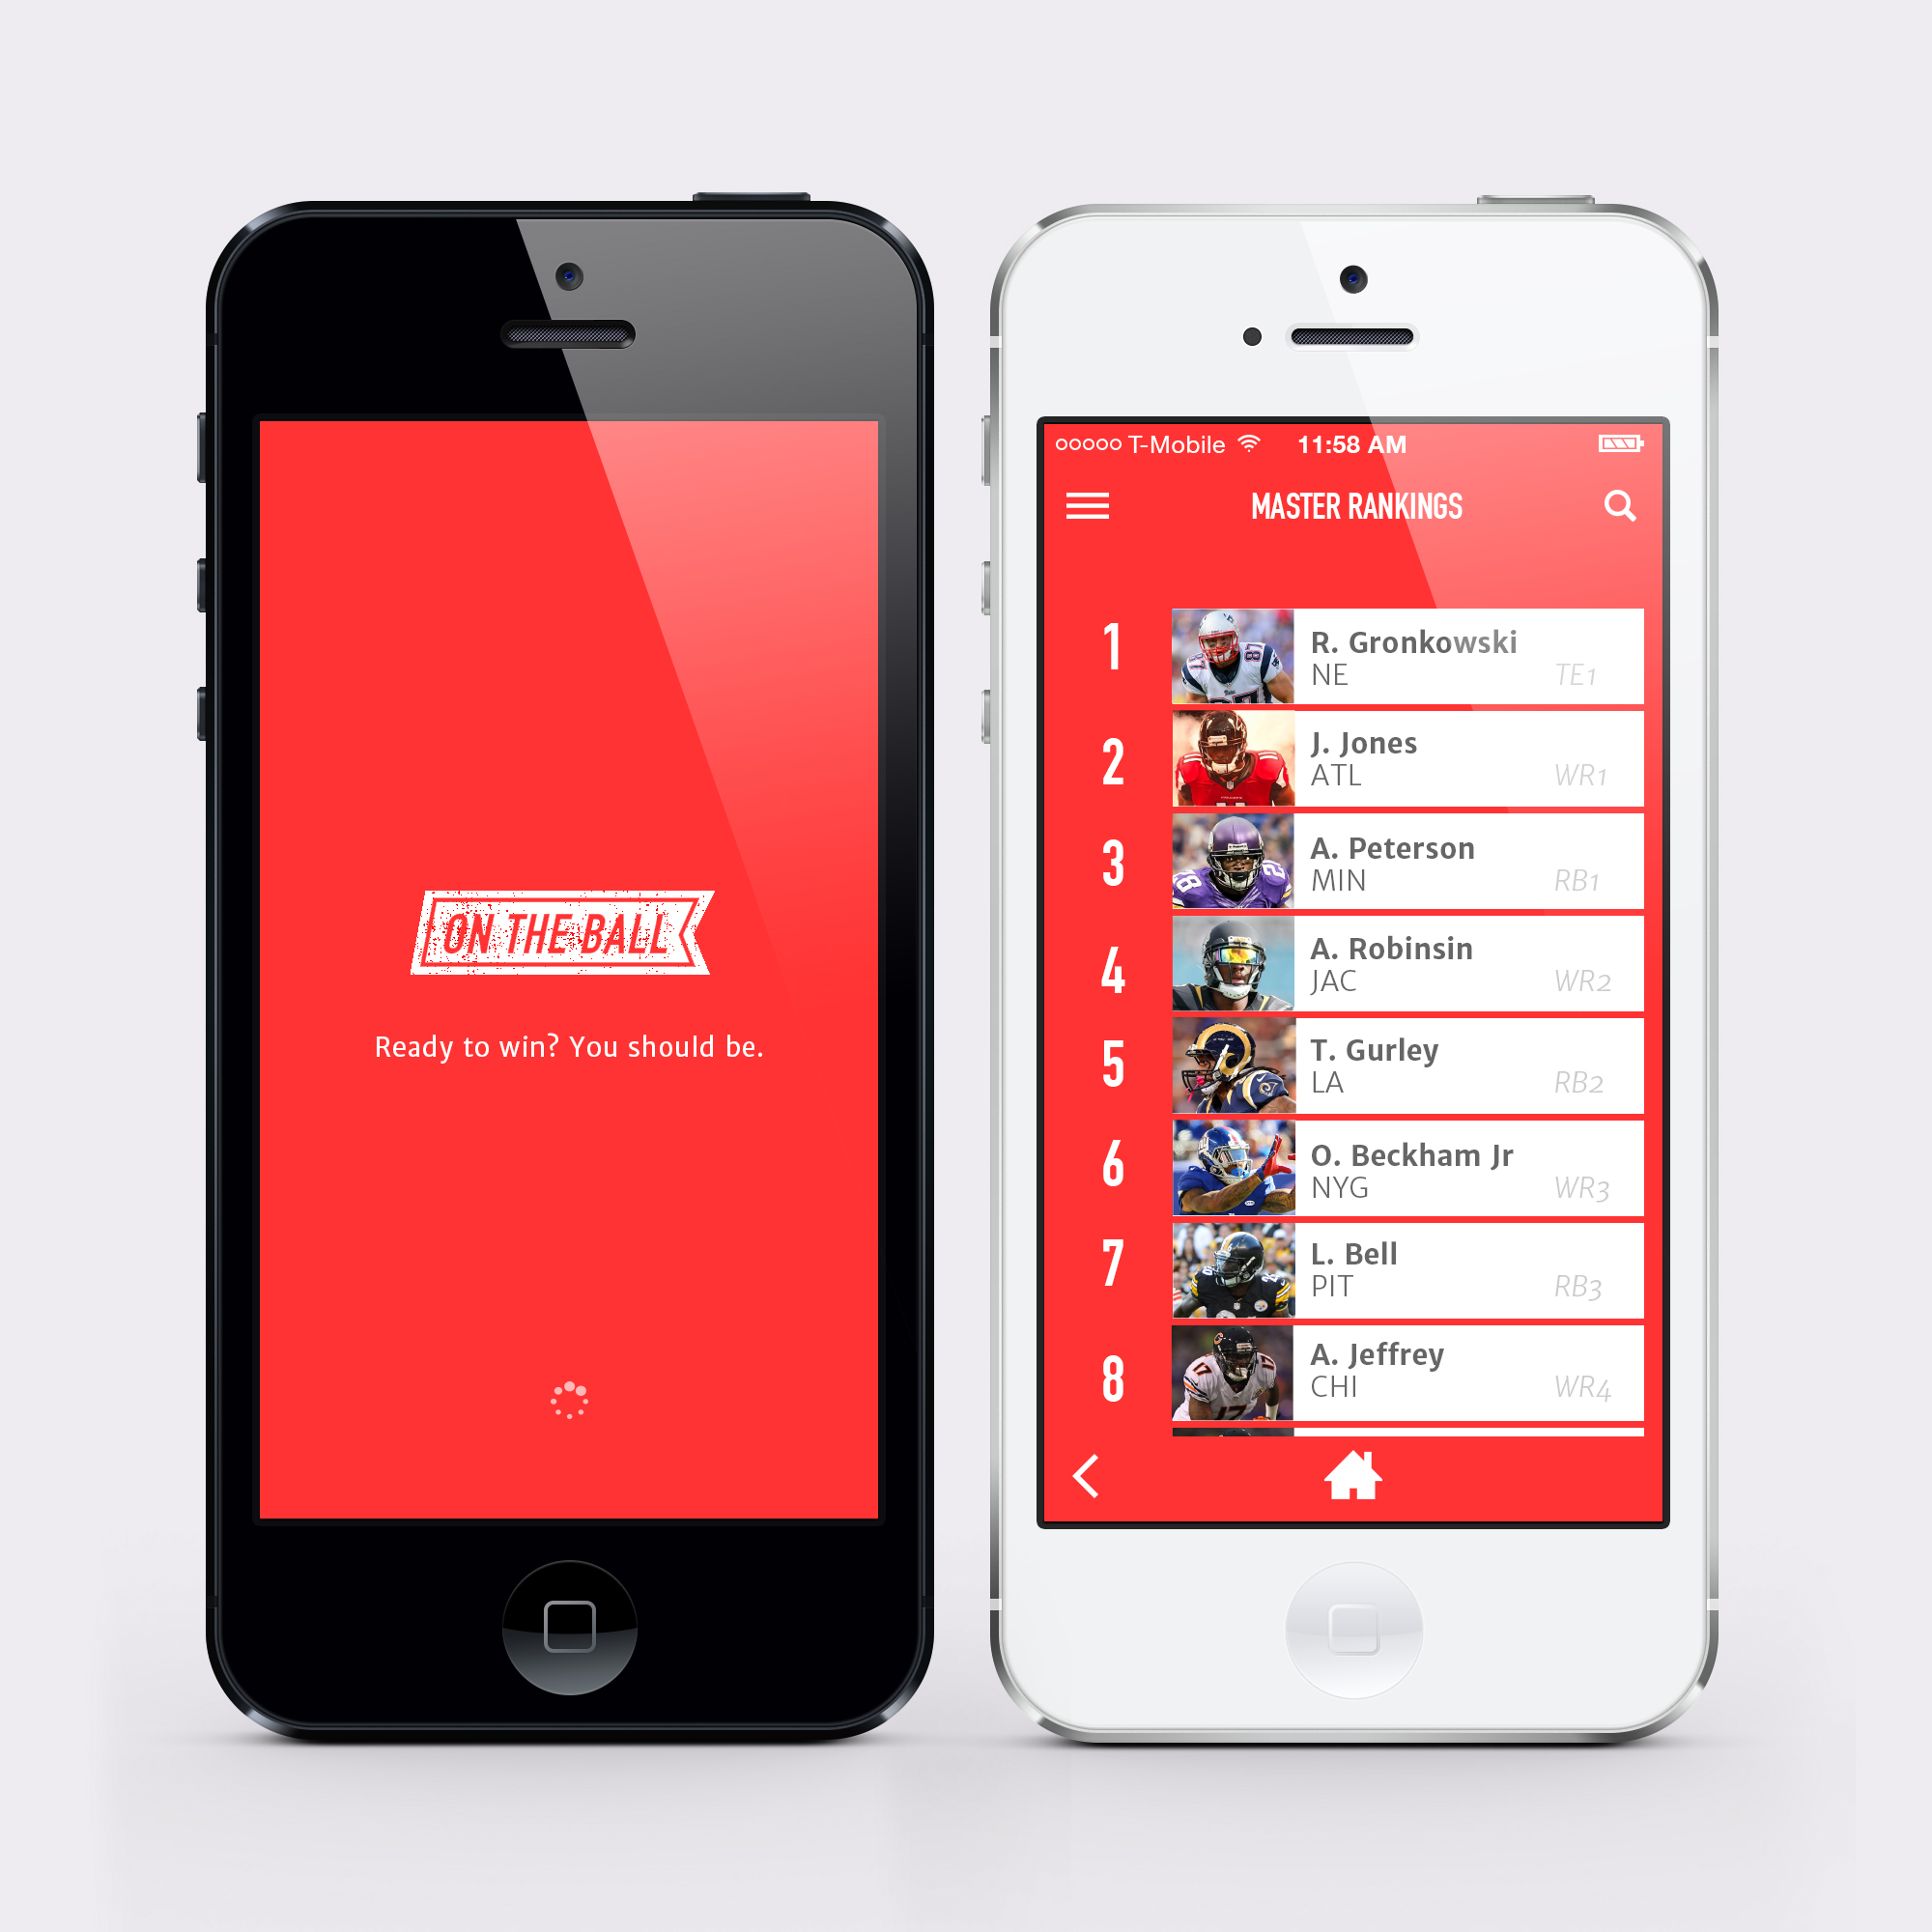 ON THE BALL
Ready to win? You should be.
T-Mobile 11:58 AM
MASTER RANKINGS
1
R. Gronkowski
NE TE1
2
J. Jones
ATL WR1
3
A. Peterson
MIN RB1
4
A. Robinsin
JAC WR2
5
T. Gurley
LA RB2
6
O. Beckham Jr
NYG WR3
7
L. Bell
PIT RB3
8
A. Jeffrey
CHI WR4